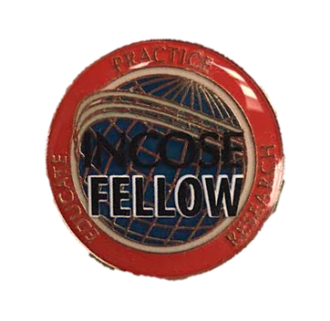 PRACTICE
INCOSE
FELLOW
EDUCATE
RESEARCH